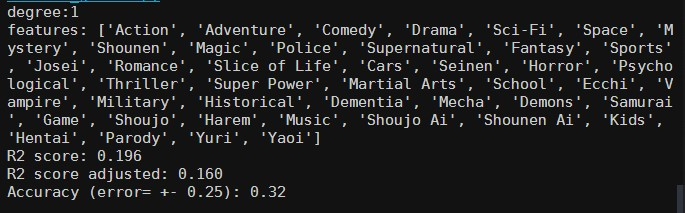 degree:1
features: ['Action', 'Adventure', 'Comedy', 'Drama', 'Sci-Fi', 'Space', 'M
ystery', 'Shounen', 'Magic', 'Police', 'Supernatural', 'Fantasy', 'Sports'
, 'Josei', 'Romance', 'Slice of Life', 'Cars', 'Seinen', 'Horror', 'Psycho
logical', 'Thriller', 'Super Power', 'Martial Arts', 'School', 'Ecchi', 'V
ampire', 'Military', 'Historical', 'Dementia', 'Mecha', 'Demons', 'Samurai
', 'Game', 'Shoujo', 'Harem', 'Music', 'Shoujo Ai', 'Shounen Ai', 'Kids',
'Hentai', 'Parody', 'Yuri', 'Yaoi']
R2 score: 0.196
R2 score adjusted: 0.160
Accuracy (error= +- 0.25): 0.32